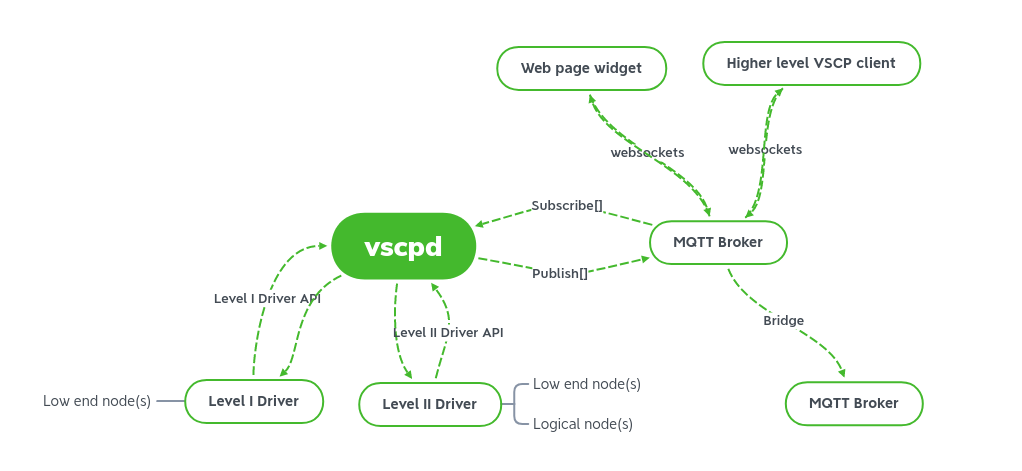 Web page widget
Higher level VSCP client
websockets
websockets
Subscribe[]
vscpd
MQTT Broker
Publish[]
Level I Driver API
Bridge
Level II Driver API
Low end node(s)
Level I Driver
Level II Driver
Low end node(s)
Logical node(s)
MQTT Broker